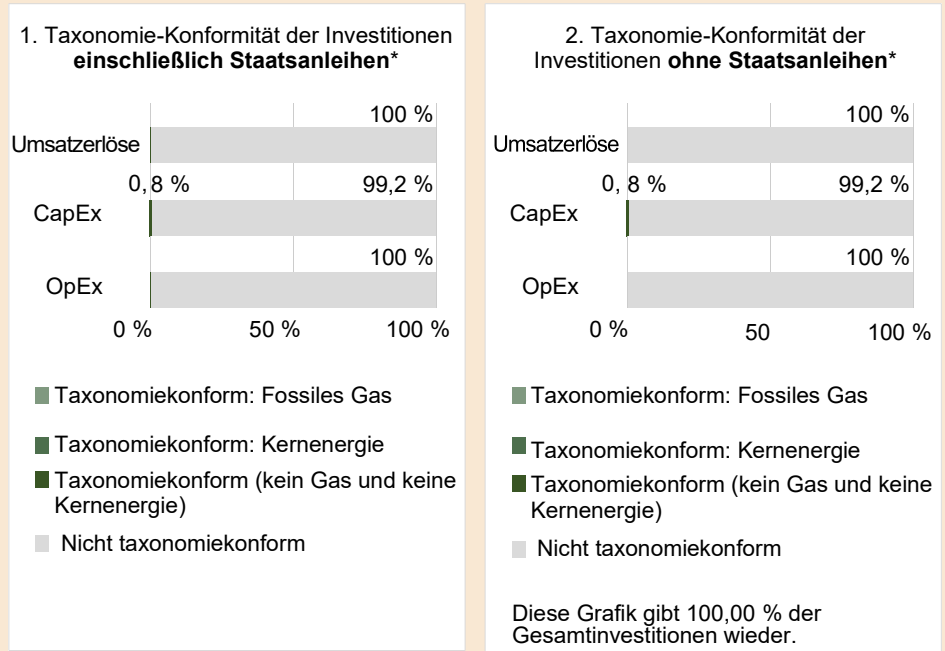 1. Taxonomie-Konformität der Investitionen
einschließlich Staatsanleihen*
100 %
Umsatzerlöse
0,8 % 99,2 %
CapEx
100 %
OpEx
0 % 50 % 100 %
Taxonomiekonform: Fossiles Gas
Taxonomiekonform: Kernenergie
Taxonomiekonform (kein Gas und keine
Kernenergie)
Nicht taxonomiekonform
2. Taxonomie-Konformität der
Investitionen ohne Staatsanleihen*
100 %
Umsatzerlöse
0, 8 % 99,2 %
CapEx
100 %
OpEx
0 % 50 100 %
Taxonomiekonform: Fossiles Gas
Taxonomiekonform: Kernenergie
Taxonomiekonform (kein Gas und keine
Kernenergie)
Nicht taxonomiekonform
Diese Grafik gibt 100,00 % der
Gesamtinvestitionen wieder.